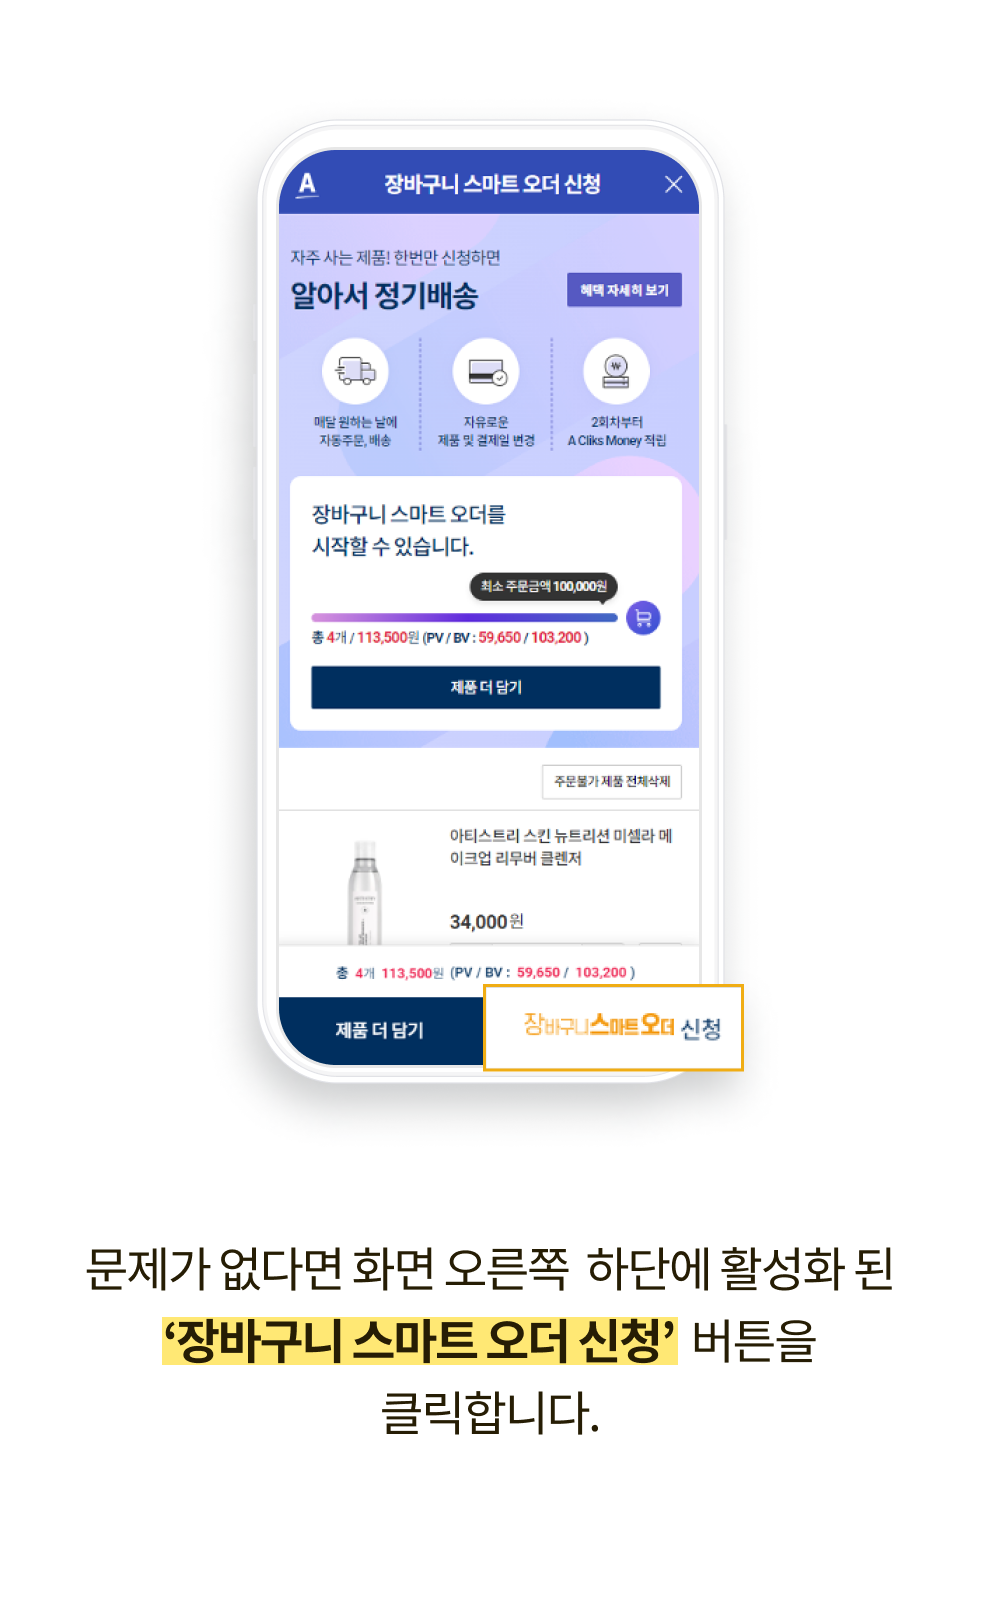 A
장바구니 스마트 오더 신청
자주 사는 제품! 한번만 신청하면
알아서 정기배송
혜택 자세히 보기
매달 원하는 날에
자동주문, 배송
자유로운
제품 및 결제일 변경
2회차부터
A Cliks Money 적립
장바구니 스마트 오더를
시작할 수 있습니다.
최소 주문금액 100,000원
총 4개 / 113,500원 (PV / BV : 59,650 / 103,200 )
제품 더 담기
주문불가 제품 전체삭제
아티스트리 스킨 뉴트리션 미셀라 메
이크업 리무버 클렌저
34,000원
총 4개 113,500원 (PV / BV : 59,650 / 103,200 )
제품 더 담기
장바구니스마트오더 신청
문제가 없다면 화면 오른쪽 하단에 활성화 된
‘장바구니 스마트 오더 신청’ 버튼을
클릭합니다.